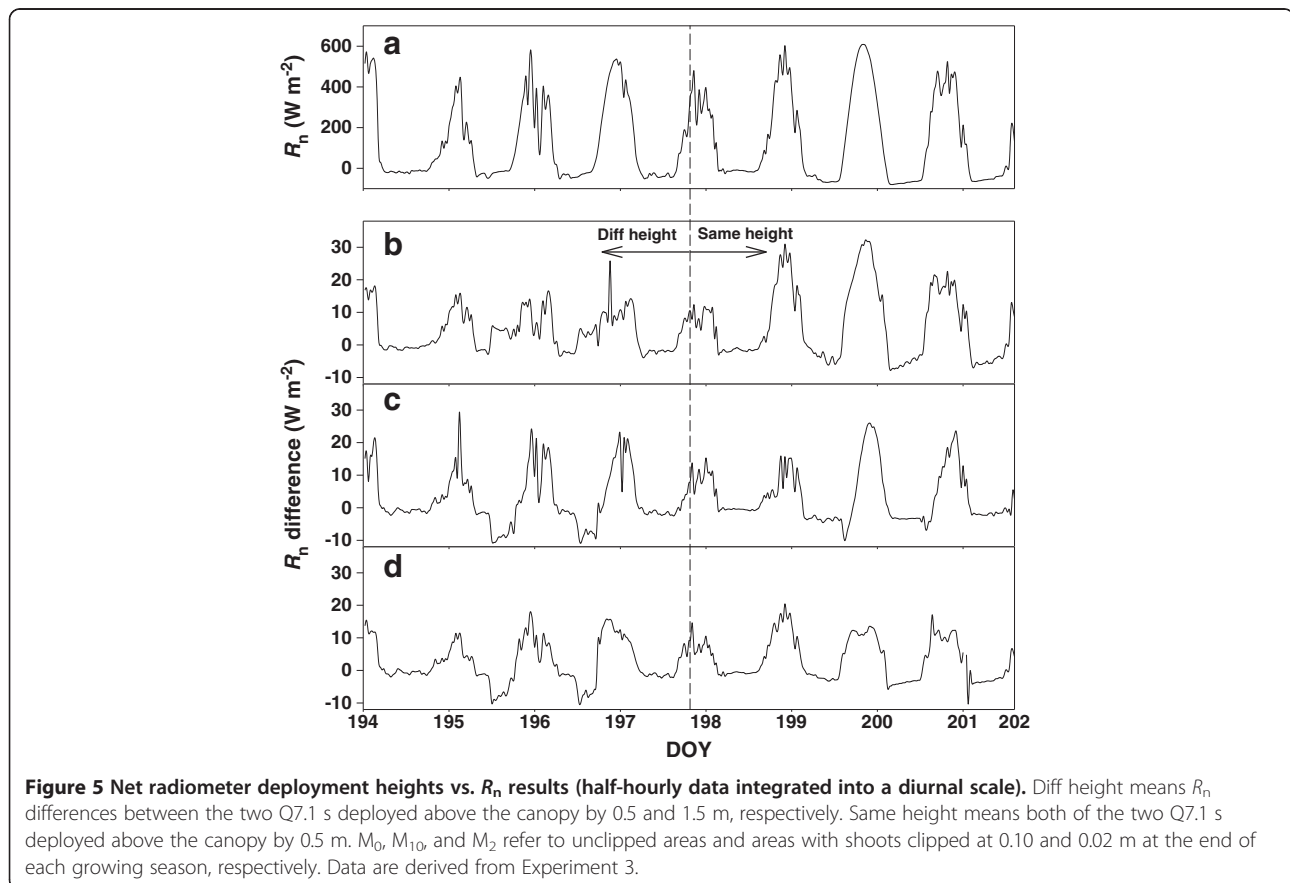 a
600
400
200
0
Rₙ (W m⁻²)
b
Diff height
Same height
30
20
10
0
-10
c
30
20
10
0
-10
Rₙ difference (W m⁻²)
d
30
20
10
0
-10
194 195 196 197 198 199 200 201 202
DOY
Figure 5 Net radiometer deployment heights vs. Rₙ results (half-hourly data integrated into a diurnal scale). Diff height means Rₙ
differences between the two Q7.1 s deployed above the canopy by 0.5 and 1.5 m, respectively. Same height means both of the two Q7.1 s
deployed above the canopy by 0.5 m. M₀, M₁₀, and M₂ refer to unclipped areas and areas with shoots clipped at 0.10 and 0.02 m at the end of
each growing season, respectively. Data are derived from Experiment 3.